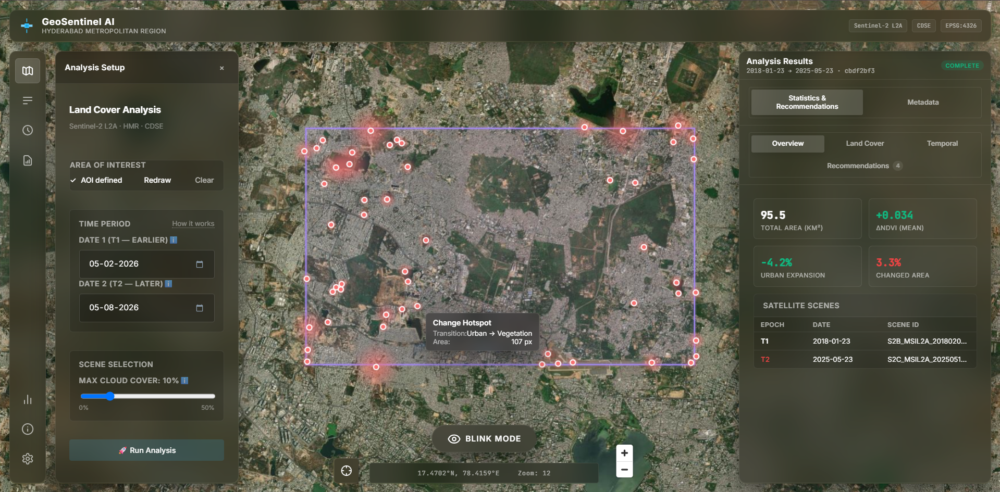 GeoSentinel AI
HYDERABAD METROPOLITAN REGION
Sentinel-2 L2A
CDSE
EPSG:4326
Analysis Setup
×
Land Cover Analysis
Sentinel-2 L2A · HMR · CDSE
AREA OF INTEREST
✓ AOI defined
Redraw
Clear
TIME PERIOD
How it works
DATE 1 (T1 — EARLIER) ℹ
05-02-2026
DATE 2 (T2 — LATER) ℹ
05-08-2026
SCENE SELECTION
MAX CLOUD COVER: 10% ℹ
0%
50%
🚀 Run Analysis
Change Hotspot
Transition:Urban → Vegetation
Area: 107 px
BLINK MODE
17.4702°N, 78.4159°E Zoom: 12
+
−
Analysis Results
2018-01-23 → 2025-05-23 · cbdf2bf3
COMPLETE
Statistics &
Recommendations
Metadata
Overview
Land Cover
Temporal
Recommendations 4
95.5
TOTAL AREA (KM²)
+0.034
ΔNDVI (MEAN)
-4.2%
URBAN EXPANSION
3.3%
CHANGED AREA
SATELLITE SCENES
EPOCH DATE SCENE ID
T1 2018-01-23 S2B_MSIL2A_2018020...
T2 2025-05-23 S2C_MSIL2A_2025051...